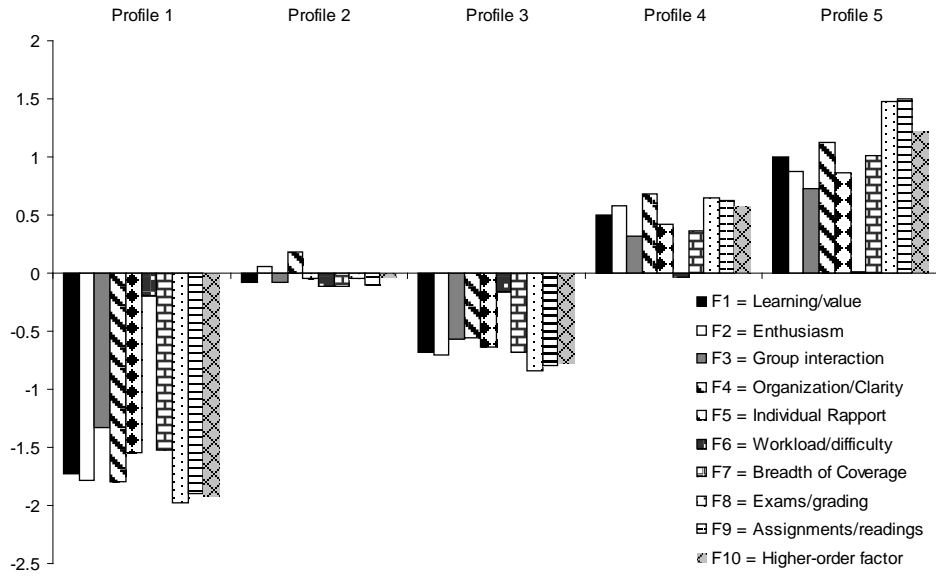 Profile 1 Profile 2 Profile 3 Profile 4 Profile 5
2
1.5
1
0.5
0
-0.5
-1
-1.5
-2
-2.5
F1 = Learning/value
F2 = Enthusiasm
F3 = Group interaction
F4 = Organization/Clarity
F5 = Individual Rapport
F6 = Workload/difficulty
F7 = Breadth of Coverage
F8 = Exams/grading
F9 = Assignments/readings
F10 = Higher-order factor